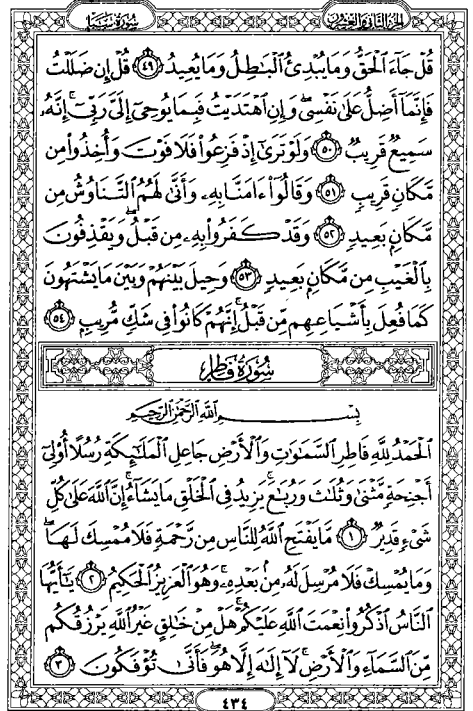 الجزء الثاني والعشرون
سورة سبإ
قُلْ جَآءَ ٱلْحَقُّ وَمَا يُبْدِئُ ٱلْبَٰطِلُ وَمَا يُعِيدُ ٤٩ قُلْ إِن ضَلَلْتُ
فَإِنَّمَآ أَضِلُّ عَلَىٰ نَفْسِى وَإِنِ ٱهْتَدَيْتُ فَبِمَا يُوحِىٓ إِلَىَّ رَبِّىٓ إِنَّهُۥ
سَمِيعٌ قَرِيبٌ ٥٠ وَلَوْ تَرَىٰٓ إِذْ فَزِعُوا۟ فَلَا فَوْتَ وَأُخِذُوا۟ مِن
مَّكَانٍ قَرِيبٍ ٥١ وَقَالُوٓا۟ ءَامَنَّا بِهِۦ وَأَنَّىٰ لَهُمُ ٱلتَّنَاوُشُ مِن
مَّكَانٍۭ بَعِيدٍ ٥٢ وَقَدْ كَفَرُوا۟ بِهِۦ مِن قَبْلُ وَيَقْذِفُونَ
بِٱلْغَيْبِ مِن مَّكَانٍۭ بَعِيدٍ ٥٣ وَحِيلَ بَيْنَهُمْ وَبَيْنَ مَا يَشْتَهُونَ
كَمَا فُعِلَ بِأَشْيَاعِهِم مِّن قَبْلُ إِنَّهُمْ كَانُوا۟ فِى شَكٍّ مُّرِيبٍۭ ٥٤
سُورَةُ فَاطِرٍ
بِسْمِ ٱللَّهِ ٱلرَّحْمَٰنِ ٱلرَّحِيمِ
ٱلْحَمْدُ لِلَّهِ فَاطِرِ ٱلسَّمَٰوَٰتِ وَٱلْأَرْضِ جَاعِلِ ٱلْمَلَٰٓئِكَةِ رُسُلًا أُو۟لِىٓ
أَجْنِحَةٍ مَّثْنَىٰ وَثُلَٰثَ وَرُبَٰعَ يَزِيدُ فِى ٱلْخَلْقِ مَا يَشَآءُ إِنَّ ٱللَّهَ عَلَىٰ كُلِّ
شَىْءٍ قَدِيرٌ ١ مَّا يَفْتَحِ ٱللَّهُ لِلنَّاسِ مِن رَّحْمَةٍ فَلَا مُمْسِكَ لَهَا
وَمَا يُمْسِكْ فَلَا مُرْسِلَ لَهُۥ مِنۢ بَعْدِهِۦ وَهُوَ ٱلْعَزِيزُ ٱلْحَكِيمُ ٢ يَٰٓأَيُّهَا
ٱلنَّاسُ ٱذْكُرُوا۟ نِعْمَتَ ٱللَّهِ عَلَيْكُمْ هَلْ مِنْ خَٰلِقٍ غَيْرُ ٱللَّهِ يَرْزُقُكُم
مِّنَ ٱلسَّمَآءِ وَٱلْأَرْضِ لَآ إِلَٰهَ إِلَّا هُوَ فَأَنَّىٰ تُؤْفَكُونَ ٣
٤٣٤